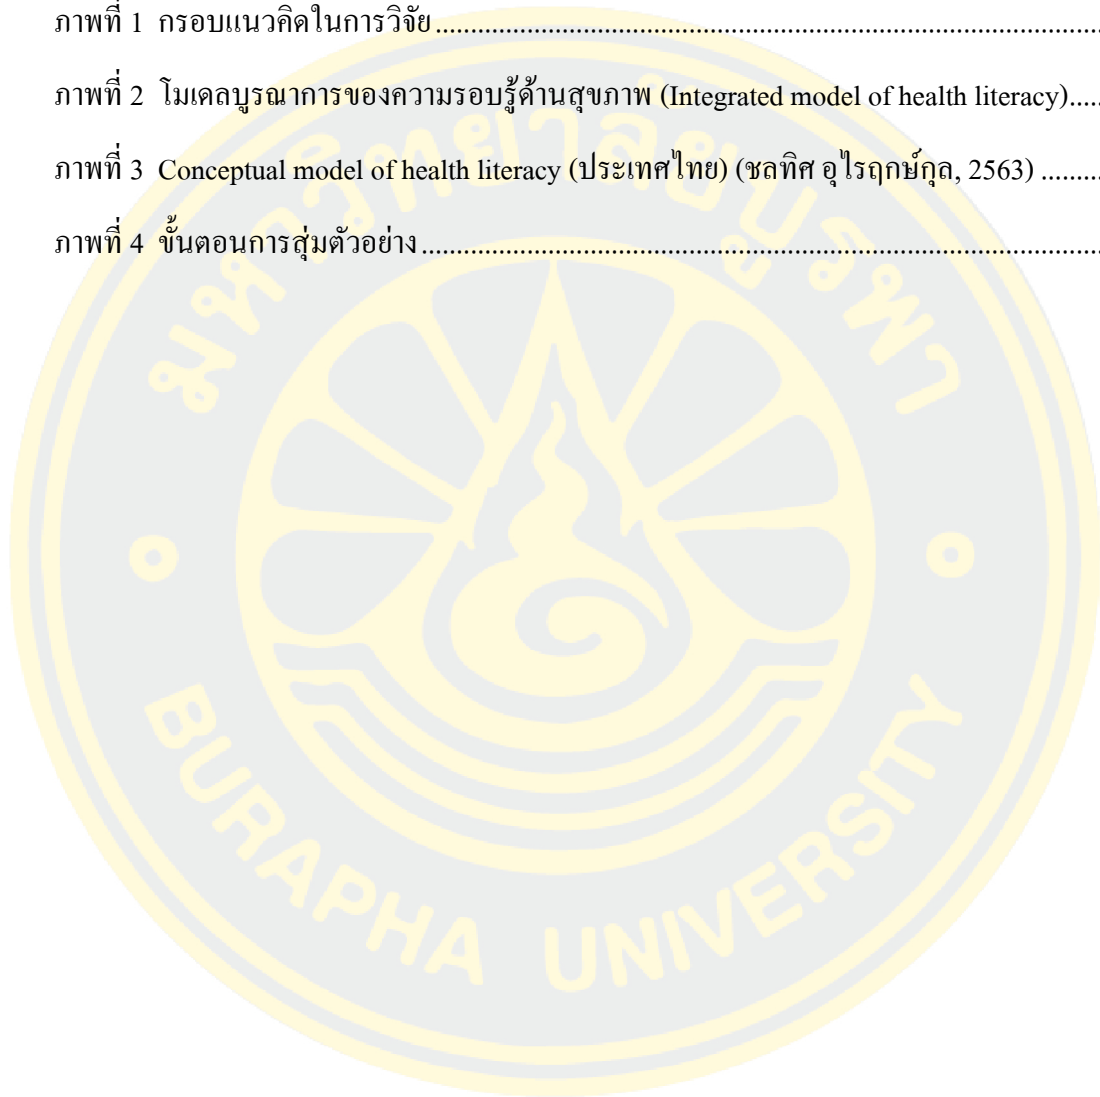 ภาพที่ 1 กรอบแนวคิดในการวิจัย ....................................................................................................
ภาพที่ 2 โมเดลบูรณาการของความรอบรู้ด้านสุขภาพ (Integrated model of health literacy).....
ภาพที่ 3 Conceptual model of health literacy (ประเทศไทย) (ชลทิศ อุไรฤกษ์กุล, 2563) .........
ภาพที่ 4 ขั้นตอนการสุ่มตัวอย่าง ....................................................................................................
มหาวิทยาลัยบูรพา
BURAPHA UNIVERSITY